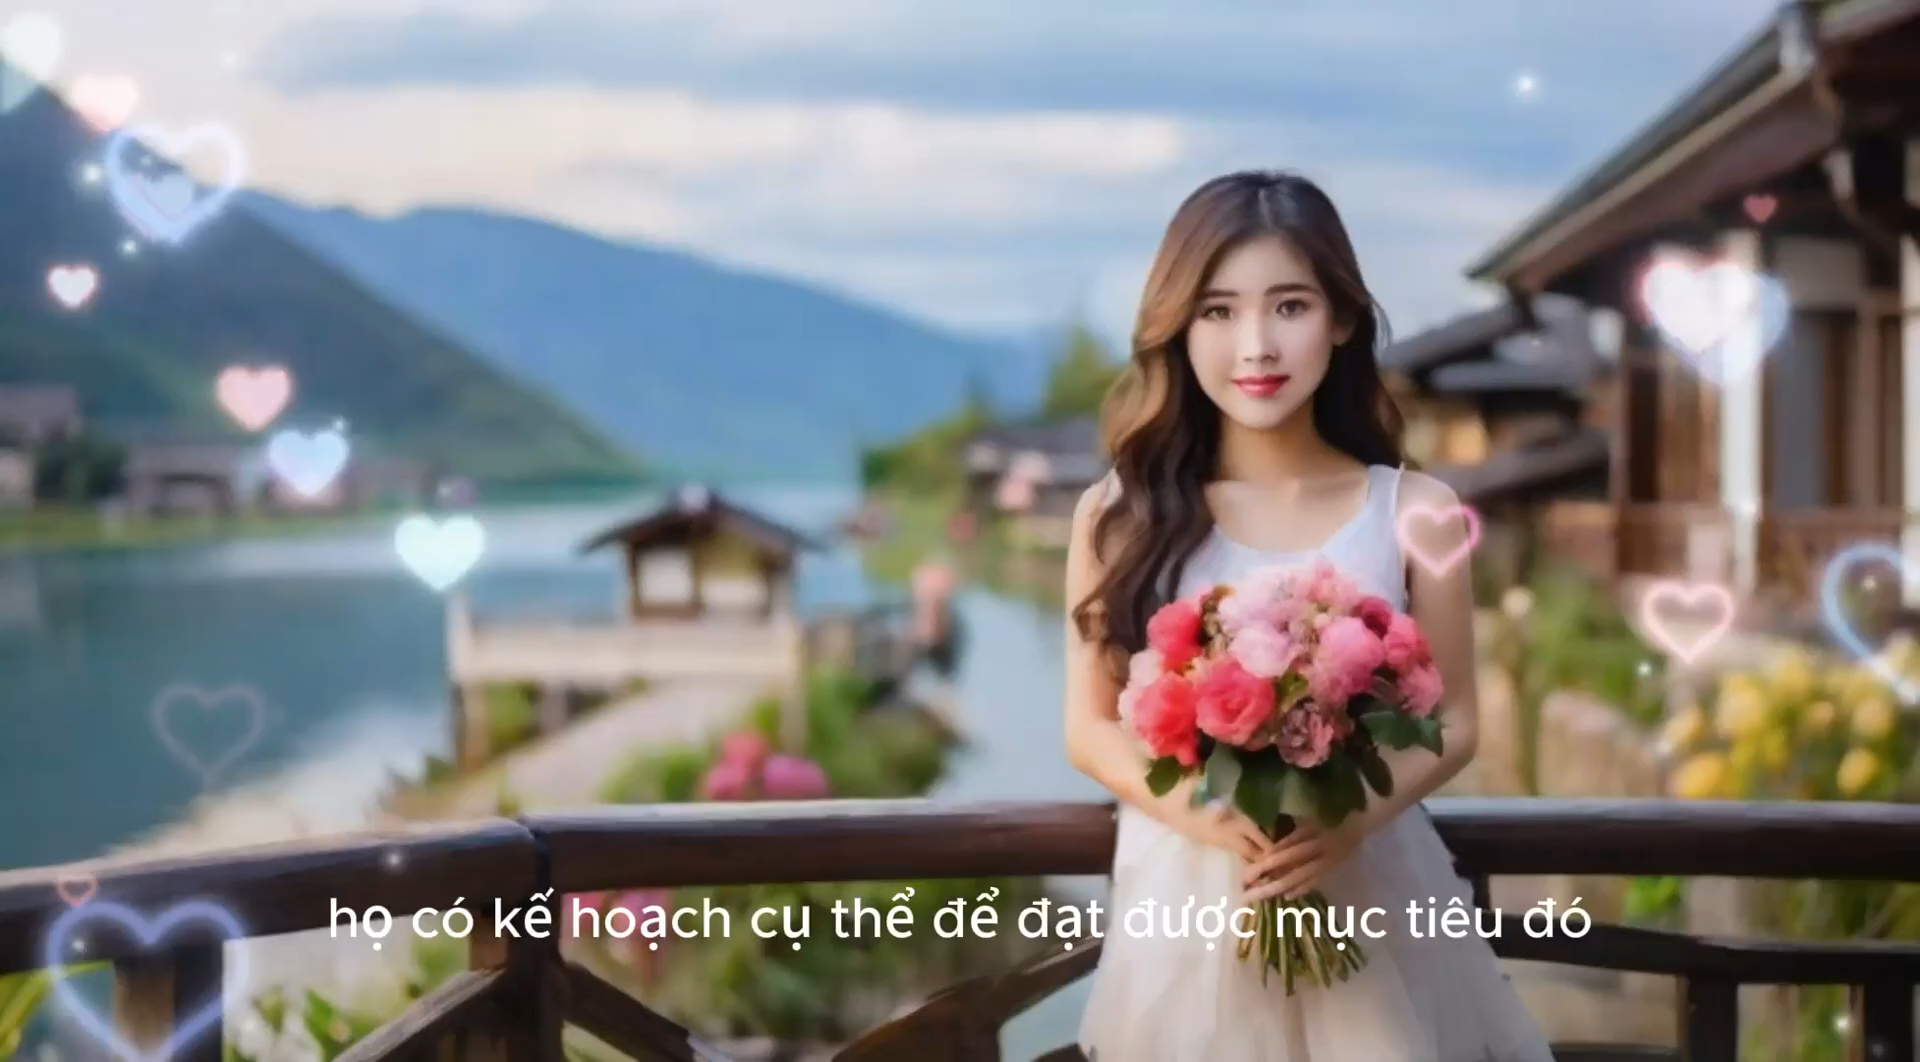 họ có kế hoạch cụ thể để đạt được mục tiêu đó